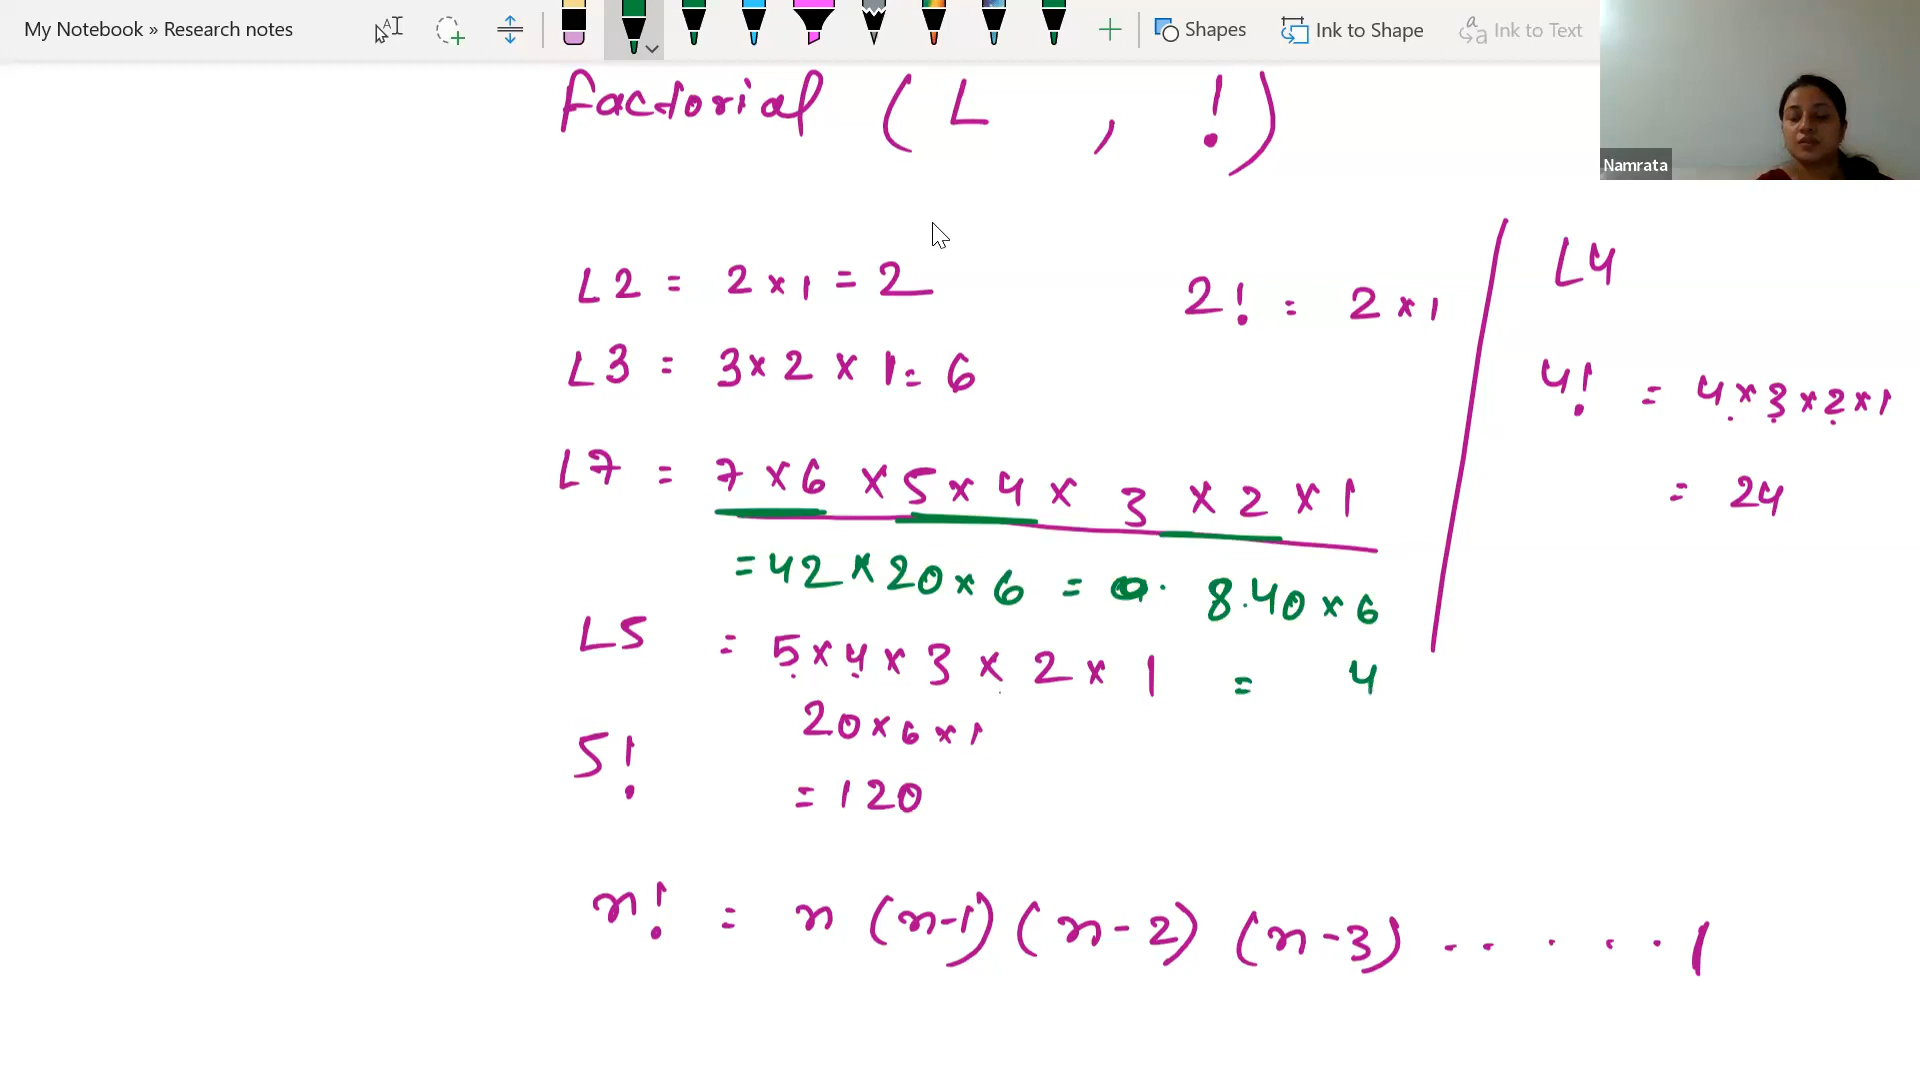 My Notebook » Research notes
Shapes
Ink to Shape
Ink to Text
Namrata
factorial ( L , ! )
L2 = 2 × 1 = 2
2! = 2 × 1
L3 = 3 × 2 × 1 = 6
L7 = 7 × 6 × 5 × 4 × 3 × 2 × 1
= 42 × 20 × 6 = 8.40 × 6
L5 = 5 × 4 × 3 × 2 × 1
= 4
20 × 6 × 1
5!
= 120
n! = n (n-1) (n-2) (n-3) .. . . . 1
L4
4! = 4 × 3 × 2 × 1
= 24